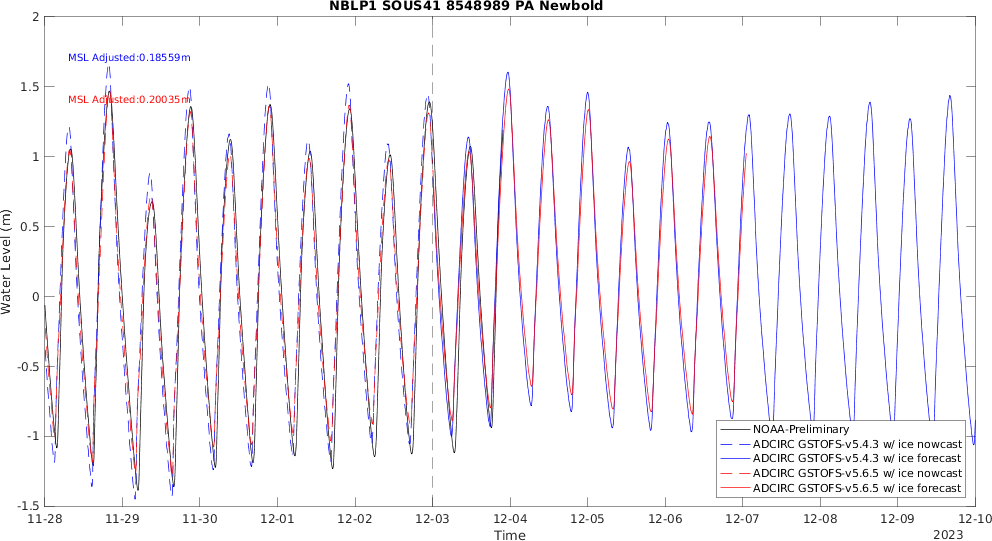 NBLP1 SOUS41 8548989 PA Newbold
2
1.5
1
0.5
0
-0.5
-1
-1.5
Water Level (m)
MSL Adjusted:0.18559m
MSL Adjusted:0.20035m
NOAA-Preliminary
ADCIRC GSTOFS-v5.4.3 w/ ice nowcast
ADCIRC GSTOFS-v5.4.3 w/ ice forecast
ADCIRC GSTOFS-v5.6.5 w/ ice nowcast
ADCIRC GSTOFS-v5.6.5 w/ ice forecast
11-28 11-29 11-30 12-01 12-02 12-03 12-04 12-05 12-06 12-07 12-08 12-09 12-10
Time
2023